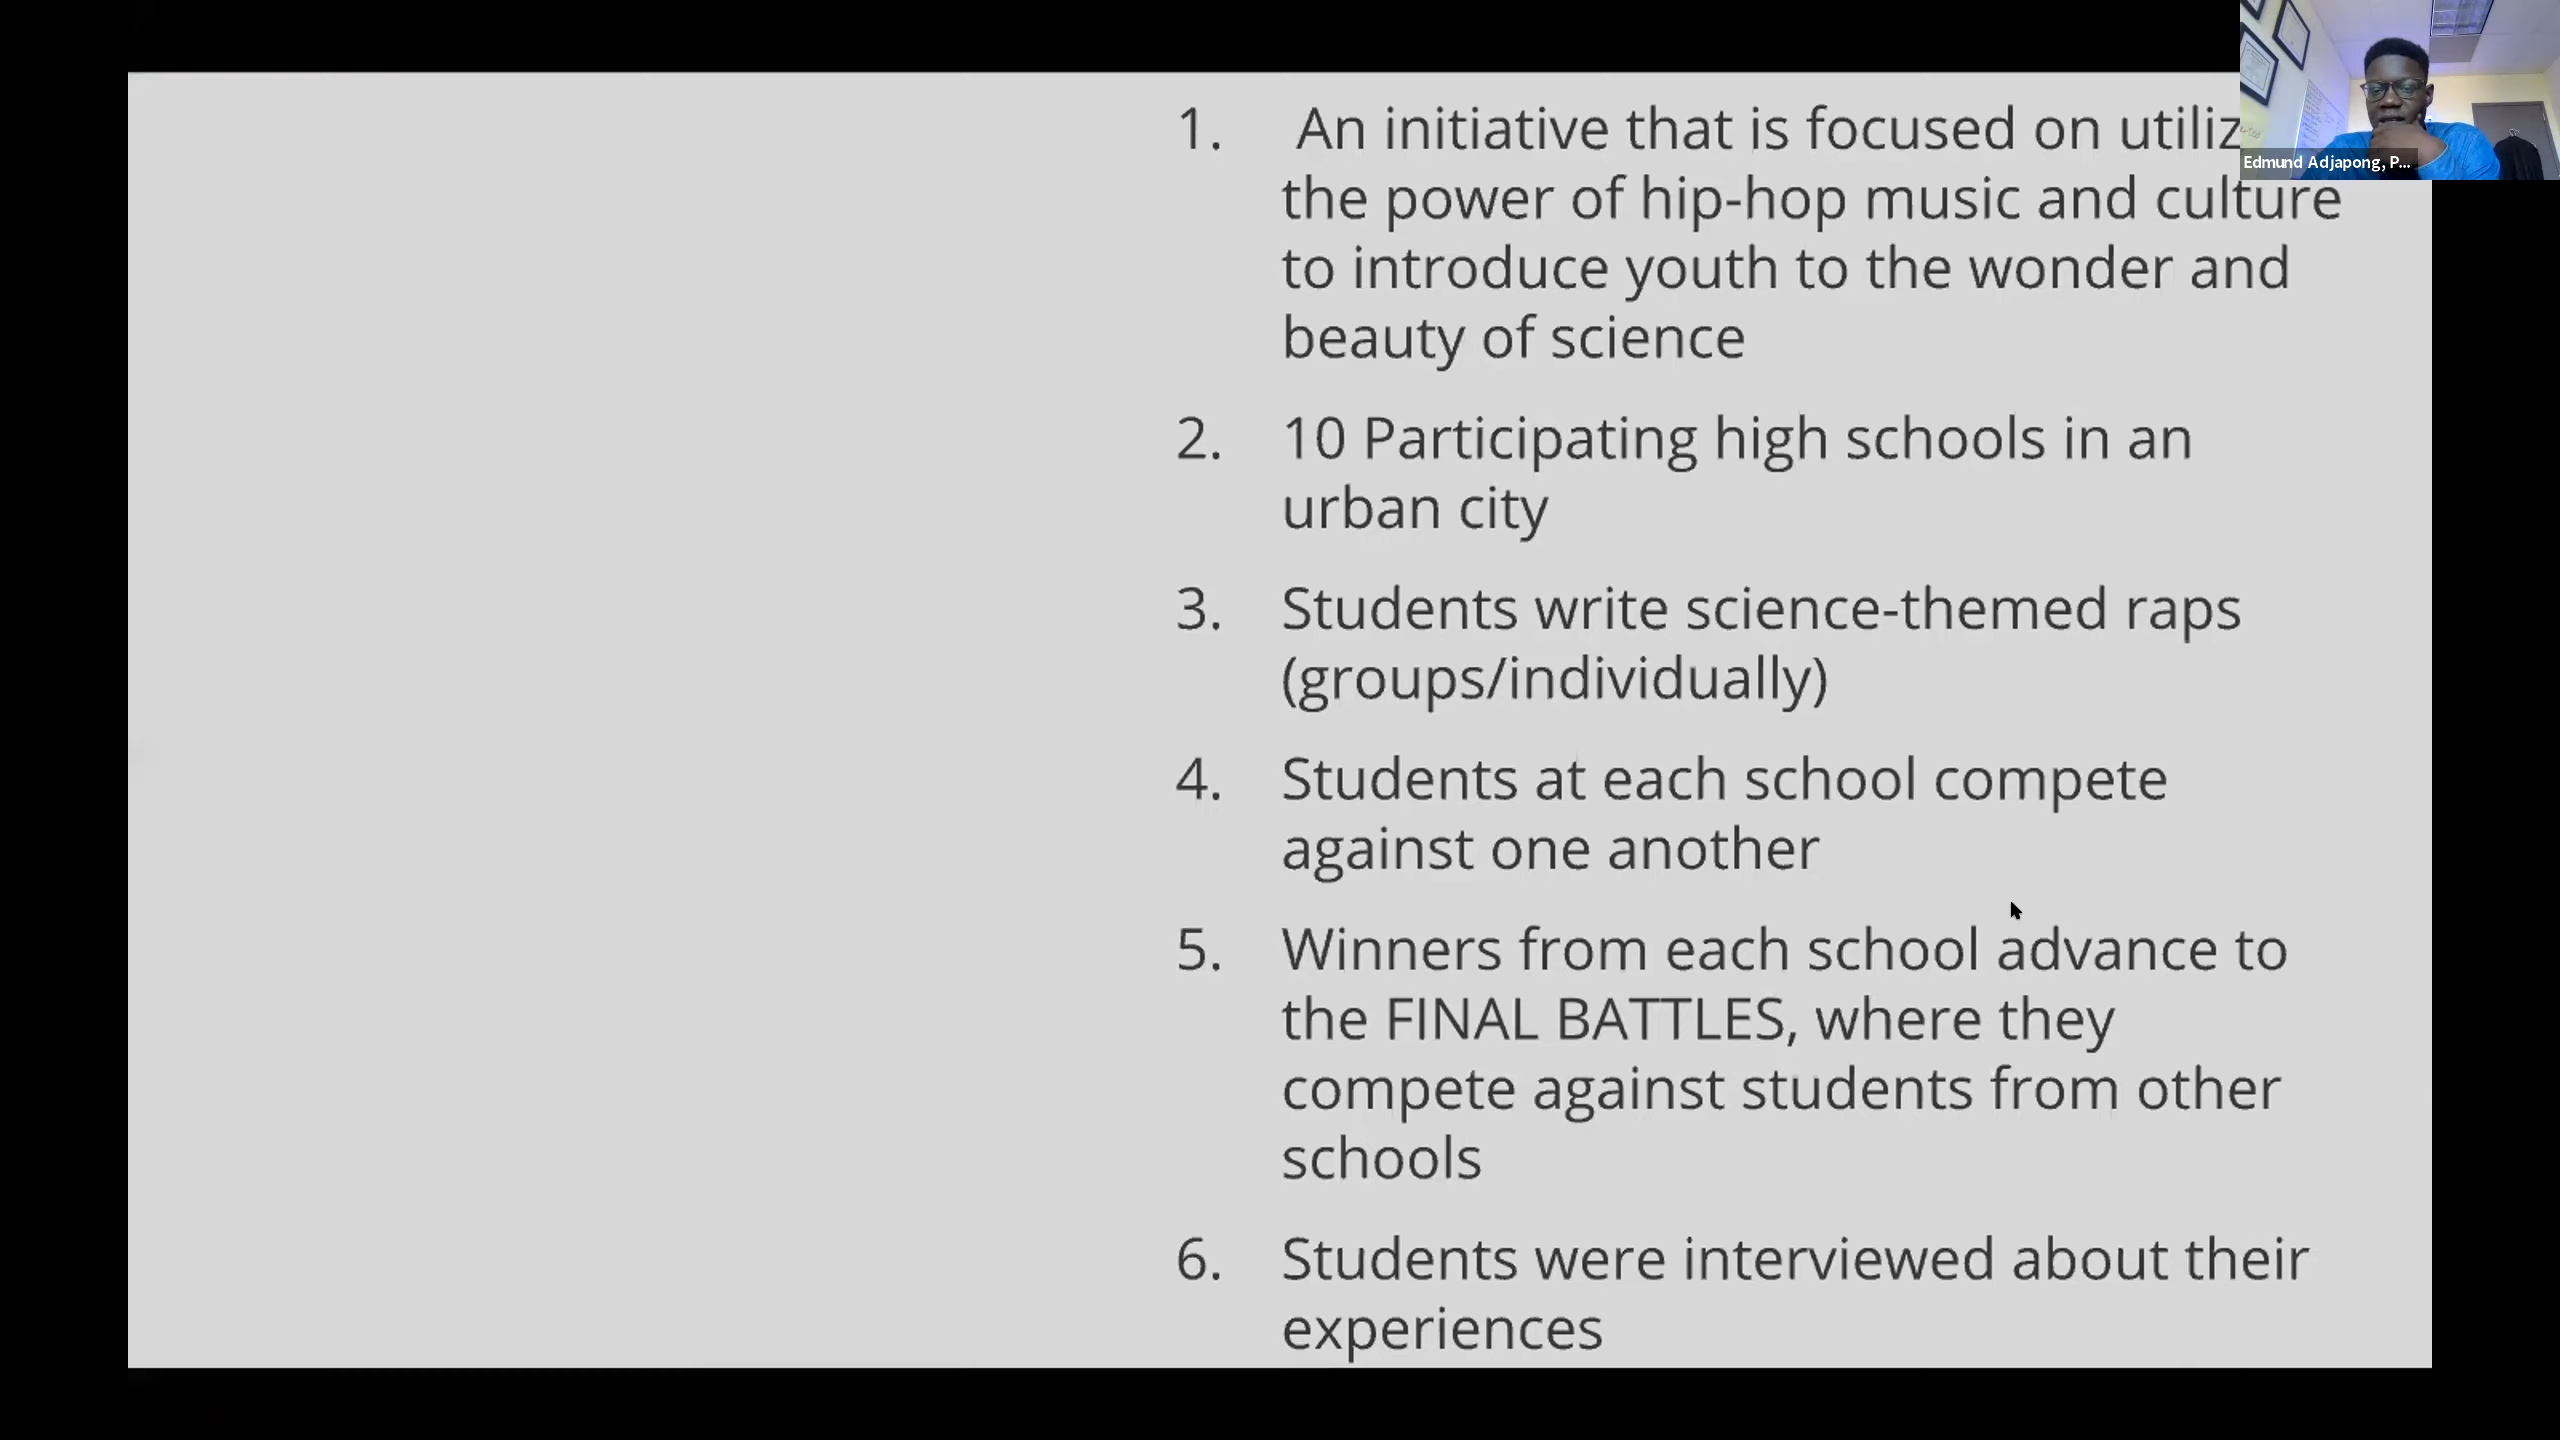 1. An initiative that is focused on utiliz
the power of hip-hop music and culture
to introduce youth to the wonder and
beauty of science
2. 10 Participating high schools in an
urban city
3. Students write science-themed raps
(groups/individually)
4. Students at each school compete
against one another
5. Winners from each school advance to
the FINAL BATTLES, where they
compete against students from other
schools
6. Students were interviewed about their
experiences
Edmund Adjapong, P...